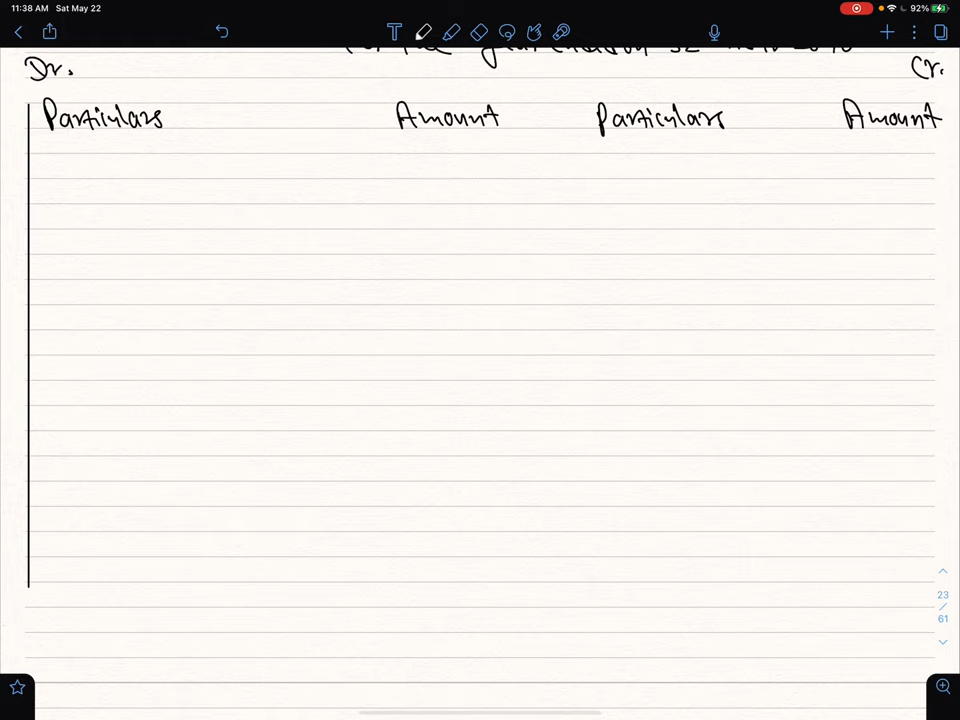 11:38 AM Sat May 22
92%
Dr. Cr.
Particulars Amount Particulars Amount
23
/
61